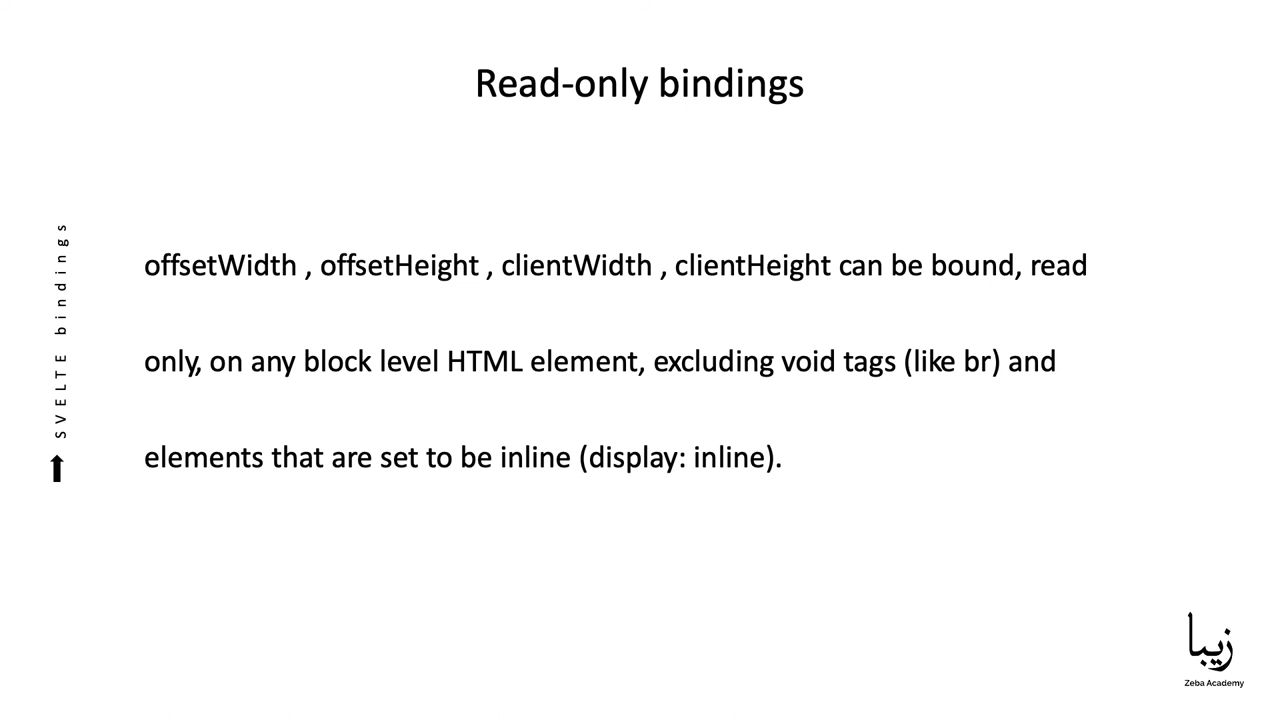 Read-only bindings
SVELTE bindings
offsetWidth , offsetHeight , clientWidth , clientHeight can be bound, read
only, on any block level HTML element, excluding void tags (like br) and
elements that are set to be inline (display: inline).
زیبا
Zeba Academy